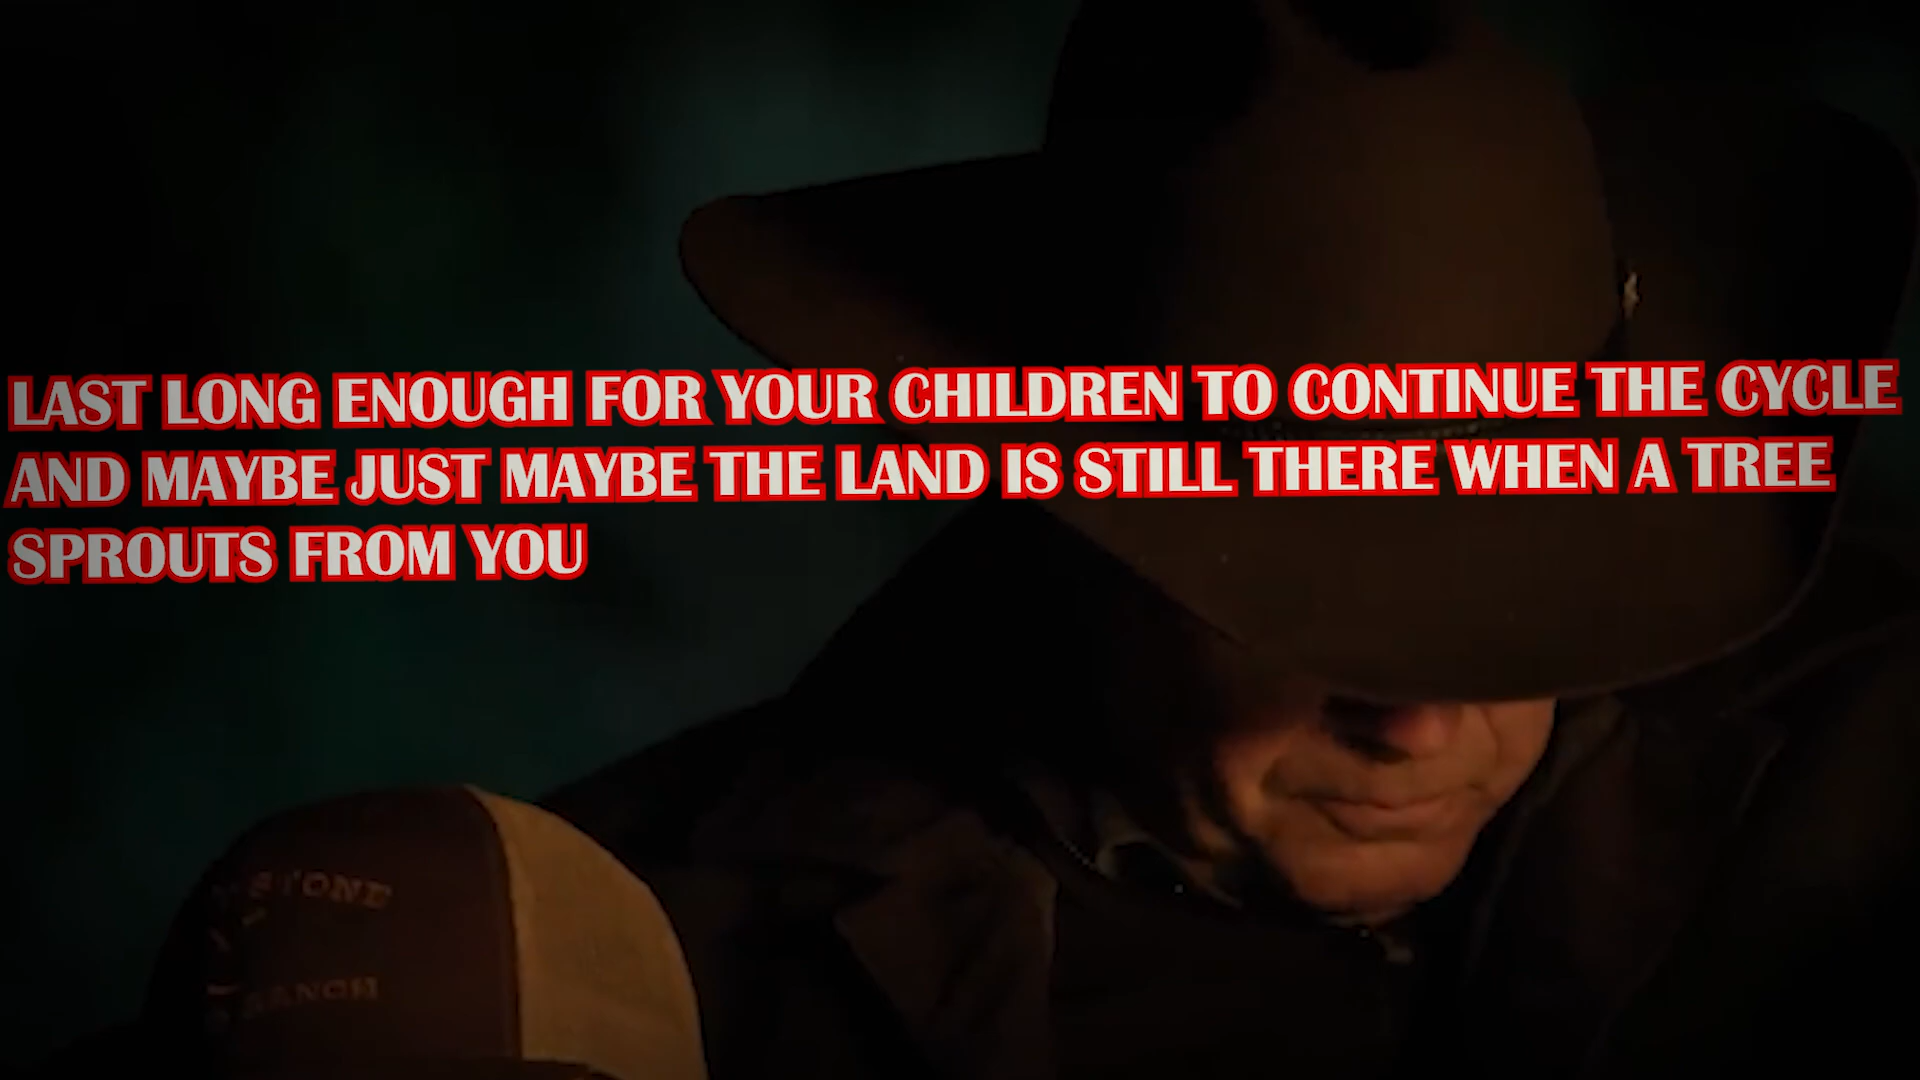 LAST LONG ENOUGH FOR YOUR CHILDREN TO CONTINUE THE CYCLE
AND MAYBE JUST MAYBE THE LAND IS STILL THERE WHEN A TREE
SPROUTS FROM YOU
RANCH